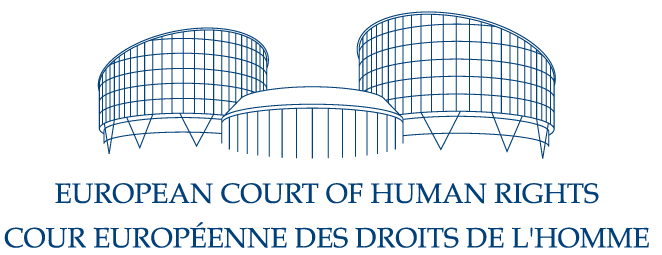 EUROPEAN COURT OF HUMAN RIGHTS
COUR EUROPÉENNE DES DROITS DE L'HOMME